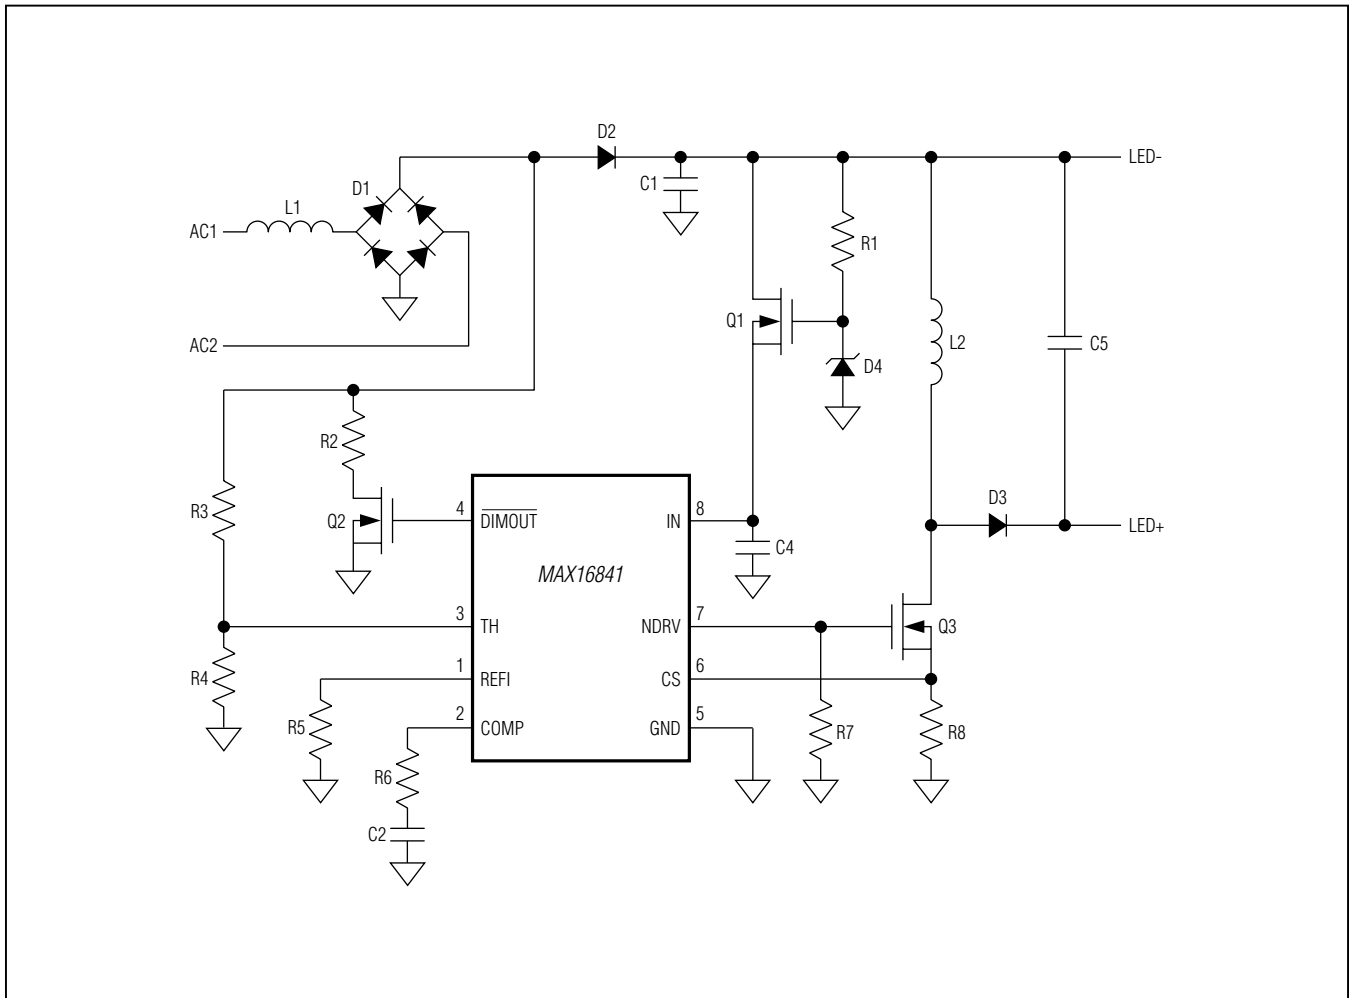 D2
LED-
C1
D1
L1
AC1
R1
Q1
L2
C5
AC2
D4
R2
R3
Q2
4
DIMOUT
IN
8
D3
LED+
C4
MAX16841
3
TH
NDRV
7
Q3
R4
1
REFI
CS
6
R5
2
COMP
GND
5
R7
R8
R6
C2